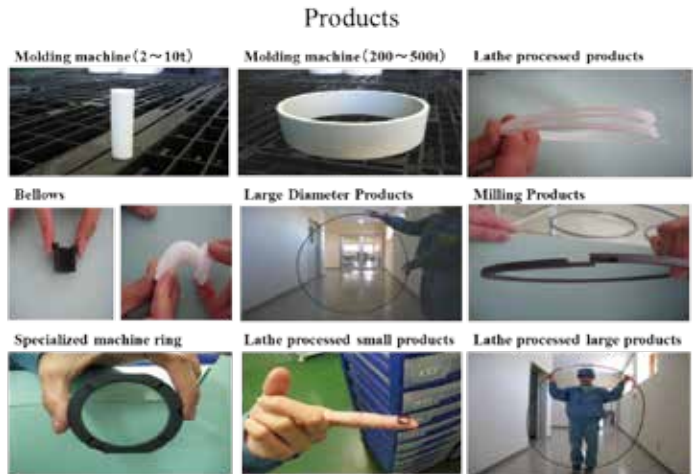 Products
Molding machine(2～10t)
Molding machine(200～500t)
Lathe processed products
Bellows
Large Diameter Products
Milling Products
Specialized machine ring
Lathe processed small products
Lathe processed large products